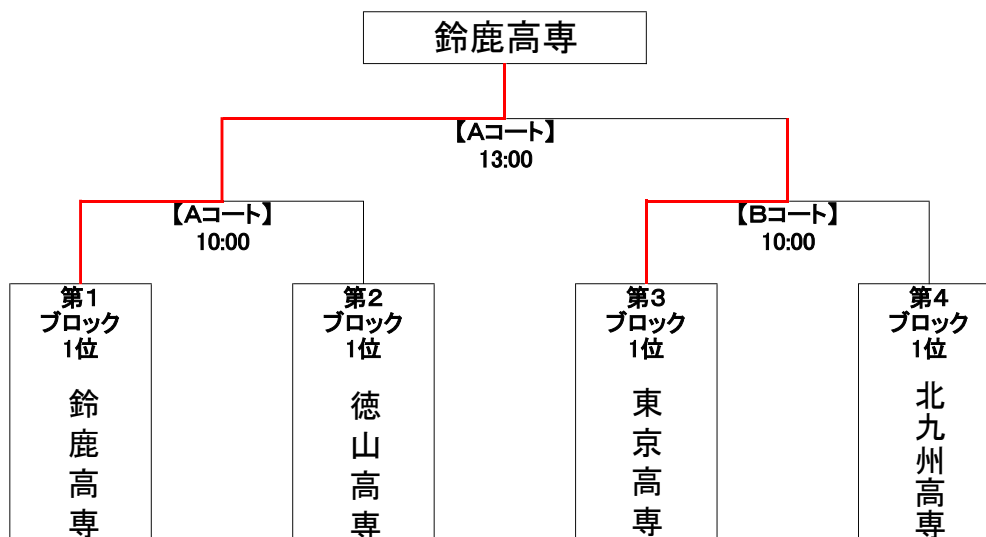 鈴鹿高専
【Aコート】
13:00
【Aコート】
10:00
【Bコート】
10:00
第1
ブロック
1位
鈴鹿高専
第2
ブロック
1位
徳山高専
第3
ブロック
1位
東京高専
第4
ブロック
1位
北九州高専